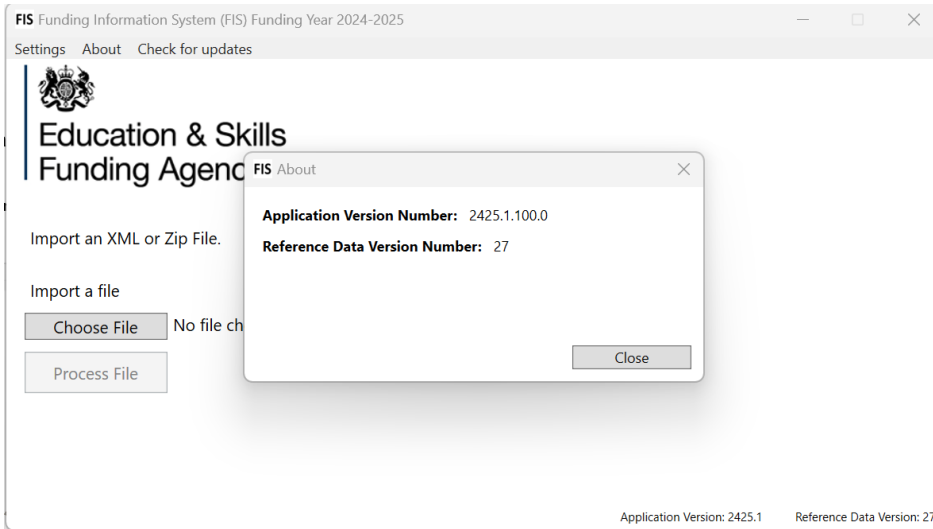 FIS Funding Information System (FIS) Funding Year 2024-2025
Settings About Check for updates
Education & Skills
Funding Agenc
FIS About
Application Version Number: 2425.1.100.0
Reference Data Version Number: 27
Import an XML or Zip File.
Import a file
Choose File No file ch
Process File
Close
Application Version: 2425.1 Reference Data Version: 27